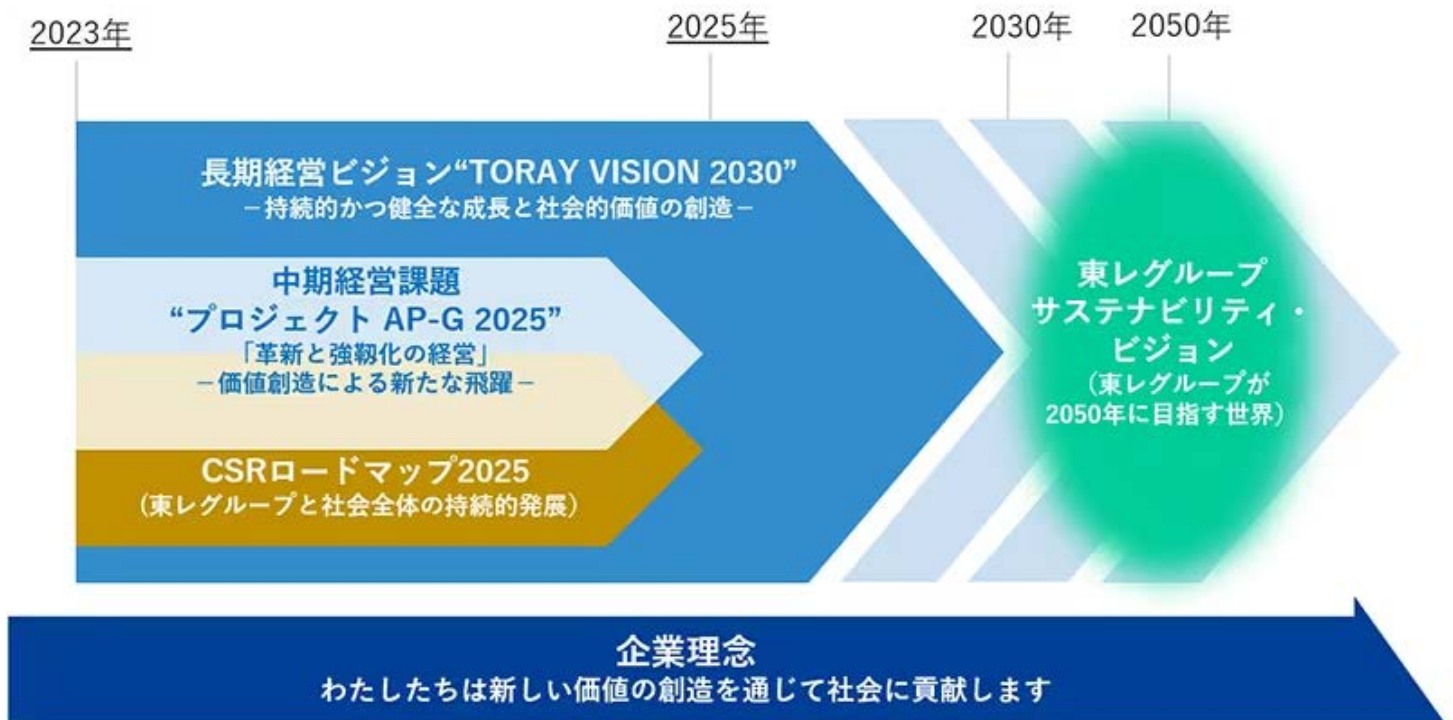 2023年
2025年
2030年
2050年
長期経営ビジョン“TORAY VISION 2030”
－持続的かつ健全な成長と社会的価値の創造－
中期経営課題
“プロジェクト AP-G 2025”
「革新と強靱化の経営」
－価値創造による新たな飛躍－
CSRロードマップ2025
（東レグループと社会全体の持続的発展）
東レグループ
サステナビリティ・
ビジョン
（東レグループが
2050年に目指す世界）
企業理念
わたしたちは新しい価値の創造を通じて社会に貢献します